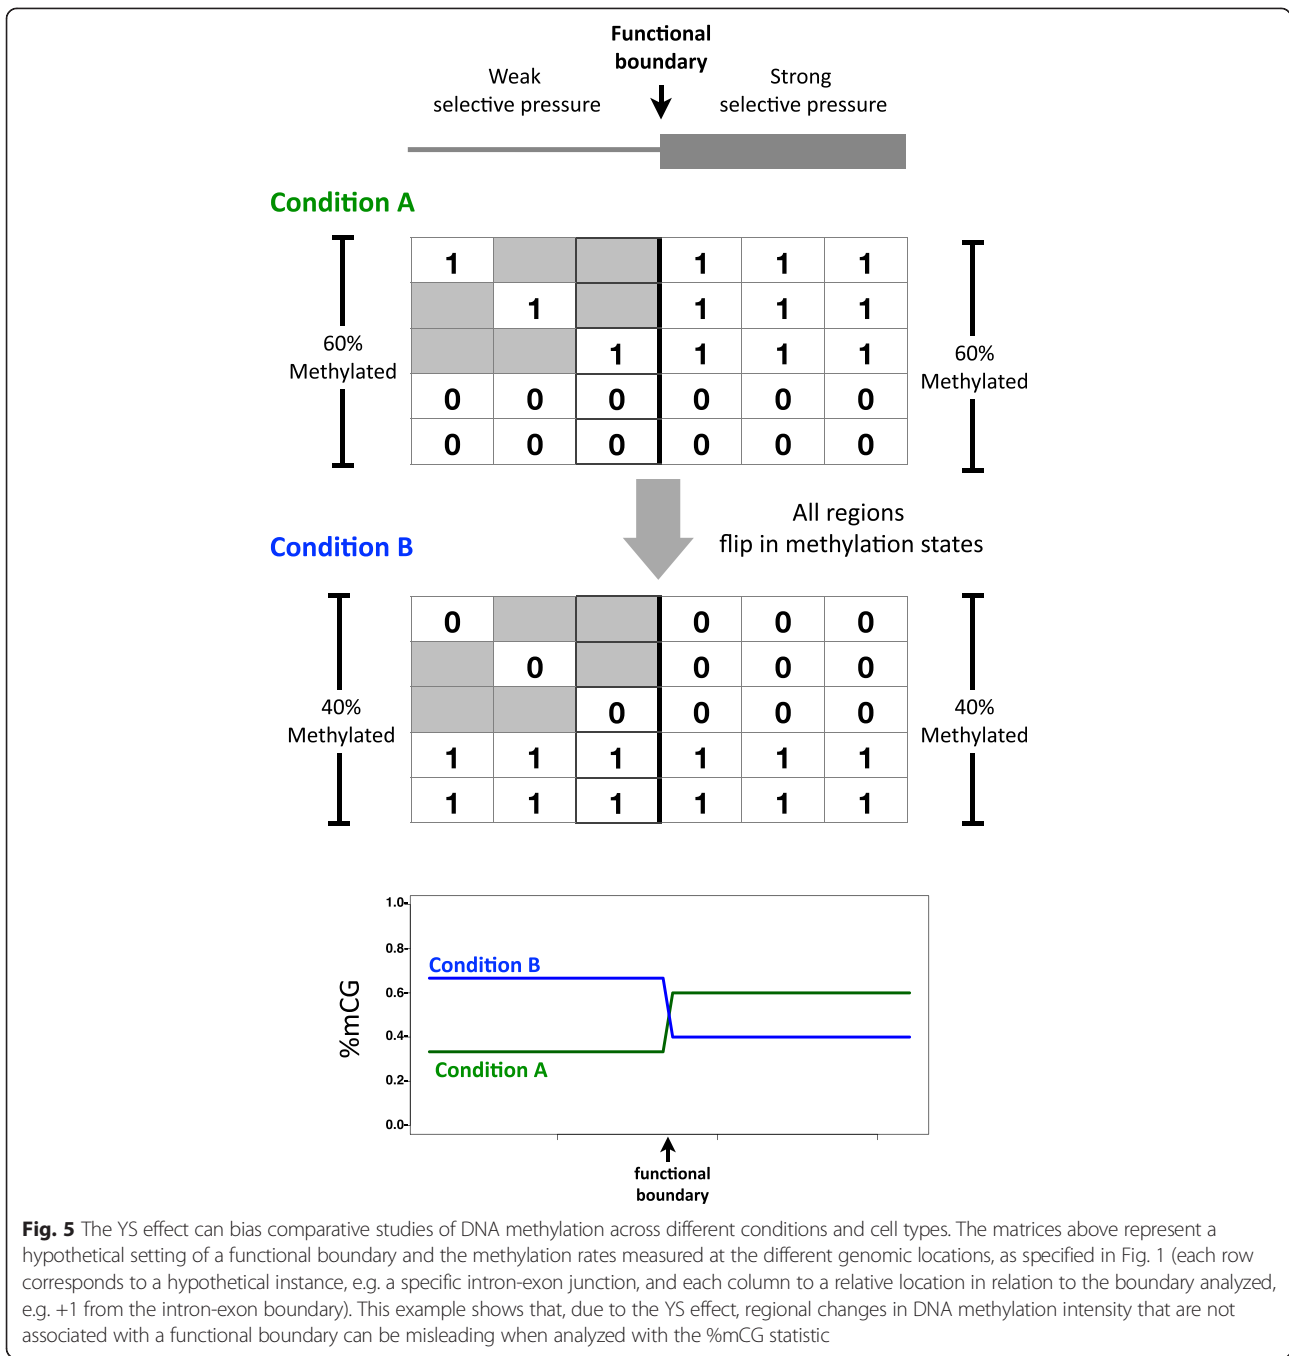 Functional
boundary
Weak
selective pressure
Strong
selective pressure
Condition A
60%
Methylated
1 1 1 1
1 1 1 1
1 1 1 1
0 0 0 0 0 0
0 0 0 0 0 0
60%
Methylated
All regions
flip in methylation states
Condition B
40%
Methylated
0 0 0 0
0 0 0 0
0 0 0 0
1 1 1 1 1 1
1 1 1 1 1 1
40%
Methylated
%mCG
1.0
0.8
0.6
0.4
0.2
0.0
Condition B
Condition A
functional
boundary
Fig. 5 The YS effect can bias comparative studies of DNA methylation across different conditions and cell types. The matrices above represent a
hypothetical setting of a functional boundary and the methylation rates measured at the different genomic locations, as specified in Fig. 1 (each row
corresponds to a hypothetical instance, e.g. a specific intron-exon junction, and each column to a relative location in relation to the boundary analyzed,
e.g. +1 from the intron-exon boundary). This example shows that, due to the YS effect, regional changes in DNA methylation intensity that are not
associated with a functional boundary can be misleading when analyzed with the %mCG statistic